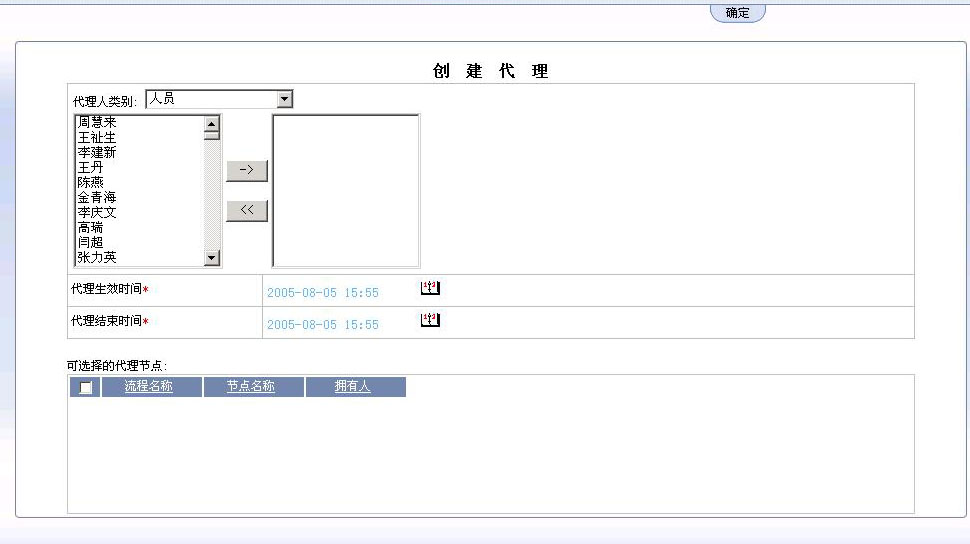 确定
创 建 代 理
代理人类别: 人员
周慧来
王祉生
李建新
王丹
陈燕
金青海
李庆文
高瑞
闫超
张力英
->
<<
代理生效时间* 2005-08-05 15:55
代理结束时间* 2005-08-05 15:55
可选择的代理节点:
流程名称 节点名称 拥有人